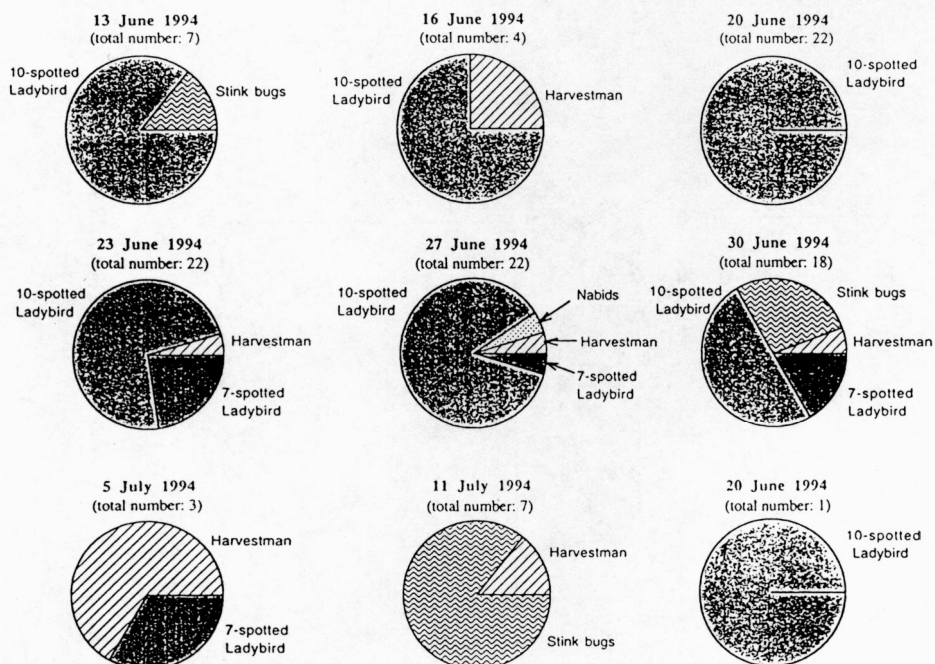 13 June 1994
(total number: 7)
10-spotted
Ladybird
Stink bugs
16 June 1994
(total number: 4)
10-spotted
Ladybird
Harvestman
20 June 1994
(total number: 22)
10-spotted
Ladybird
23 June 1994
(total number: 22)
10-spotted
Ladybird
Harvestman
7-spotted
Ladybird
27 June 1994
(total number: 22)
10-spotted
Ladybird
Nabids
Harvestman
7-spotted
Ladybird
30 June 1994
(total number: 18)
10-spotted
Ladybird
Stink bugs
Harvestman
7-spotted
Ladybird
5 July 1994
(total number: 3)
Harvestman
7-spotted
Ladybird
11 July 1994
(total number: 7)
Harvestman
Stink bugs
20 June 1994
(total number: 1)
10-spotted
Ladybird